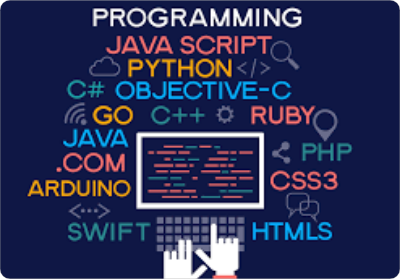 PROGRAMMING
JAVA SCRIPT
PYTHON </>
C# OBJECTIVE-C
GO C++ RUBY
JAVA PHP
.COM CSS3
ARDUINO
<···>
SWIFT HTMLS